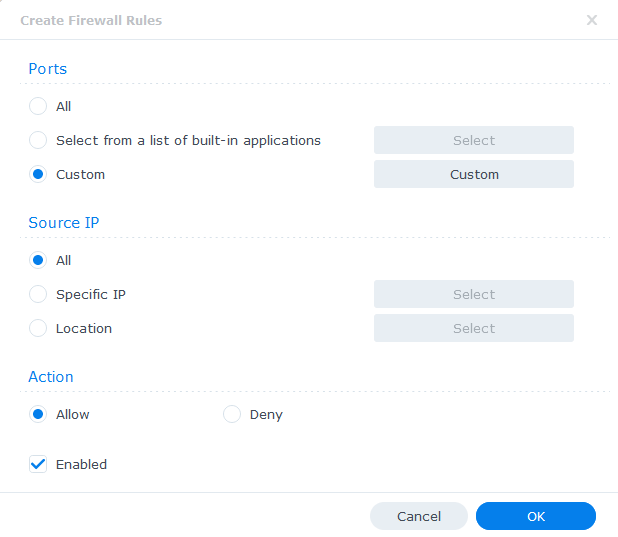 Create Firewall Rules
Ports
All
Select from a list of built-in applications Select
Custom Custom
Source IP
All
Specific IP Select
Location Select
Action
Allow Deny
Enabled
Cancel OK